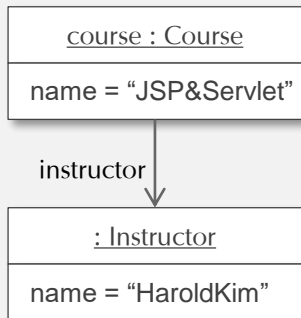 course : Course
name = “JSP&Servlet”
instructor
: Instructor
name = “HaroldKim”